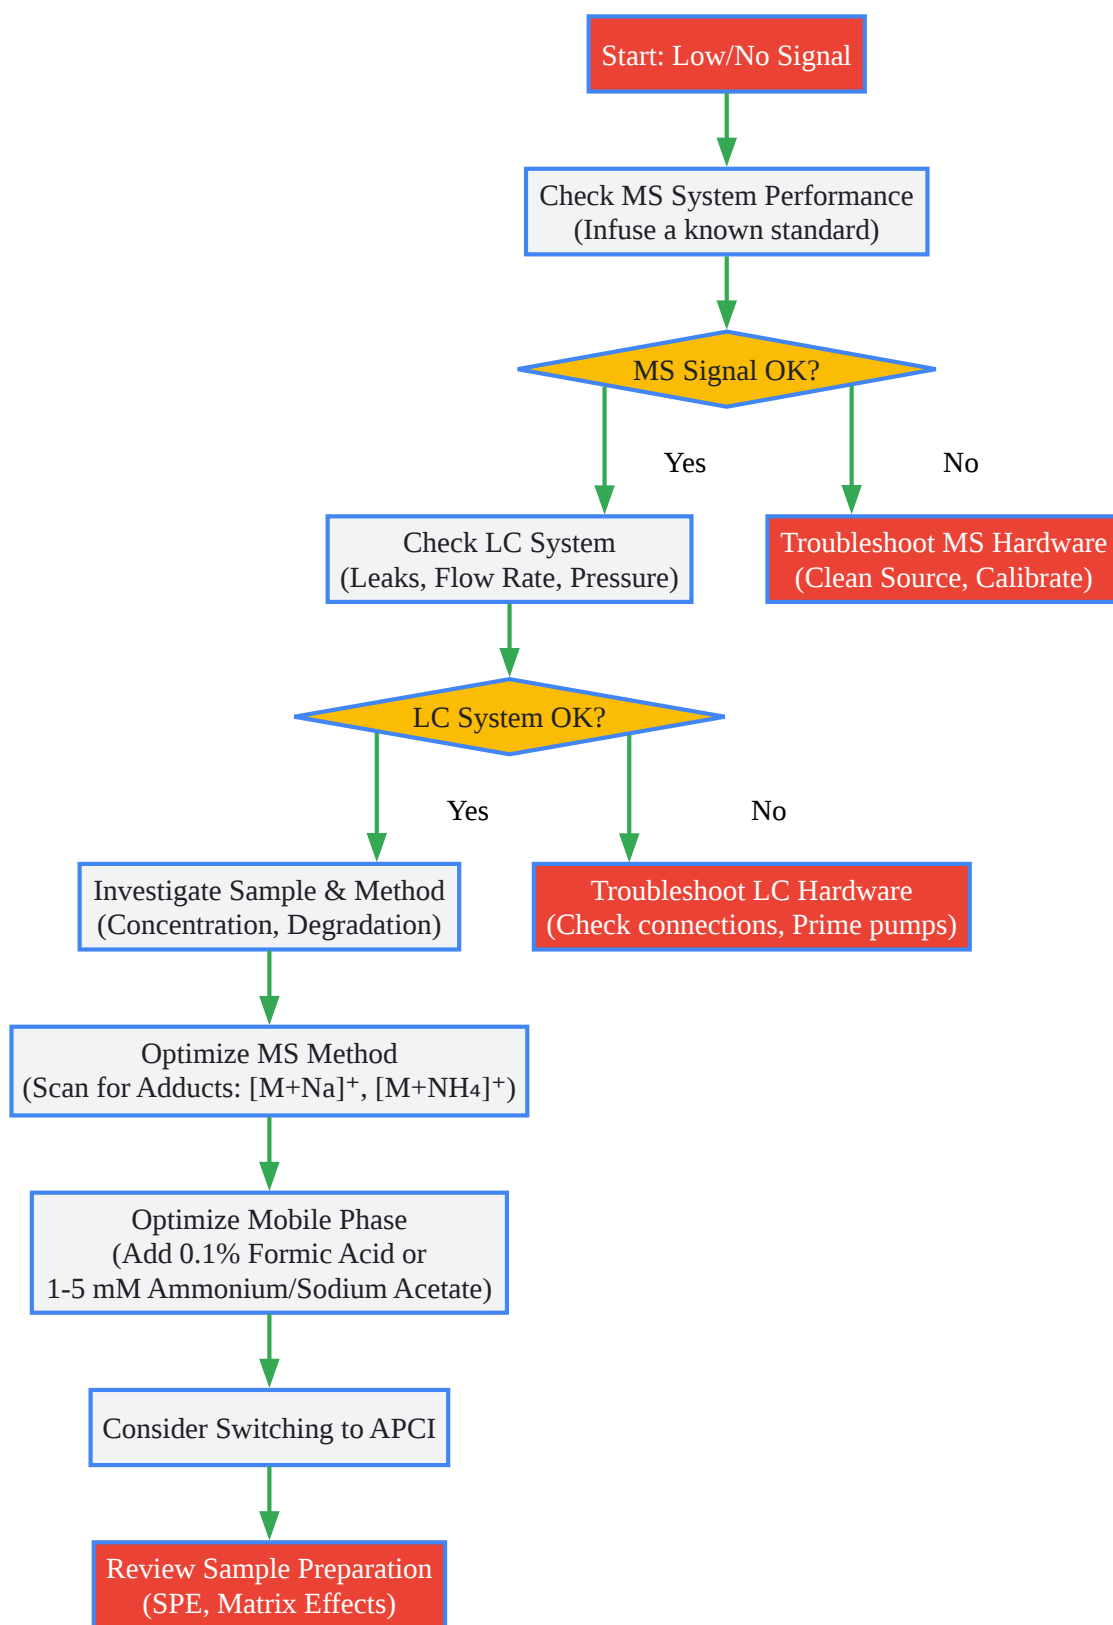 Start: Low/No Signal
Check MS System Performance
(Infuse a known standard)
MS Signal OK?
Yes
No
Check LC System
(Leaks, Flow Rate, Pressure)
Troubleshoot MS Hardware
(Clean Source, Calibrate)
LC System OK?
Yes
No
Investigate Sample & Method
(Concentration, Degradation)
Troubleshoot LC Hardware
(Check connections, Prime pumps)
Optimize MS Method
(Scan for Adducts: [M+Na]⁺, [M+NH₄]⁺)
Optimize Mobile Phase
(Add 0.1% Formic Acid or
1-5 mM Ammonium/Sodium Acetate)
Consider Switching to APCI
Review Sample Preparation
(SPE, Matrix Effects)